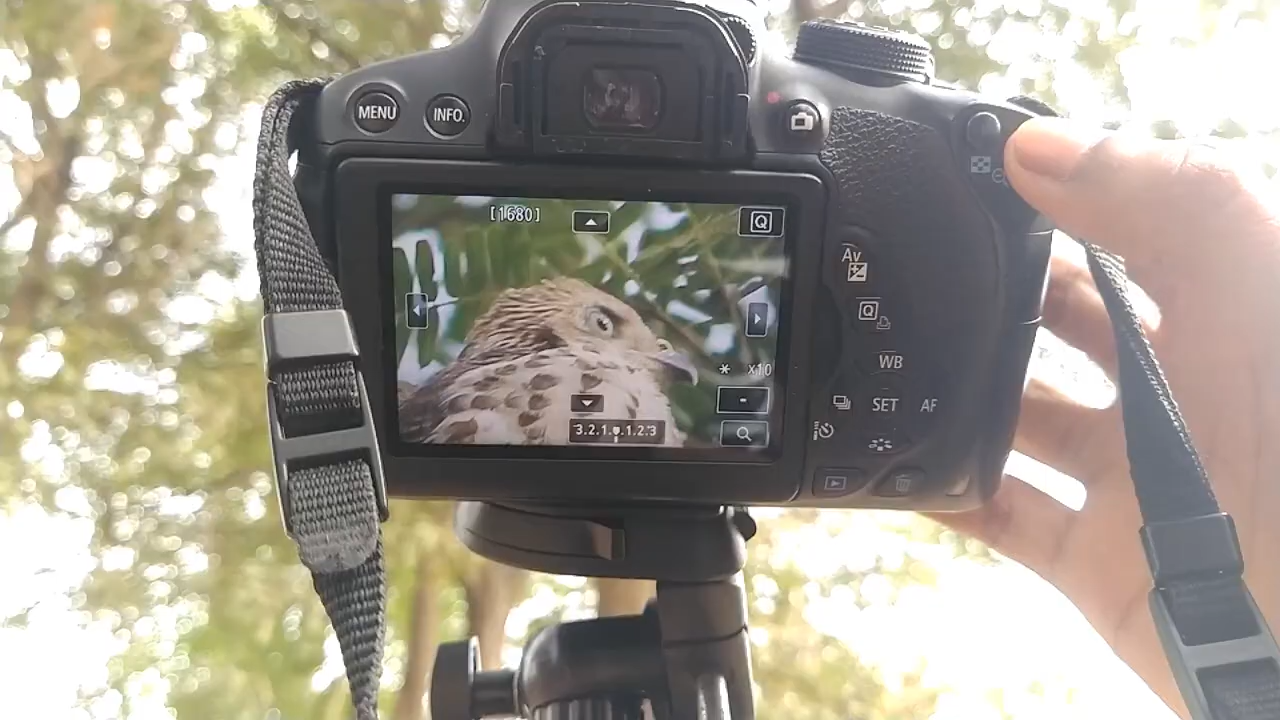 MENU INFO.
[1680]
Q
Av
Q
* x10
WB
SET AF
3.2.1.0.1.2.3